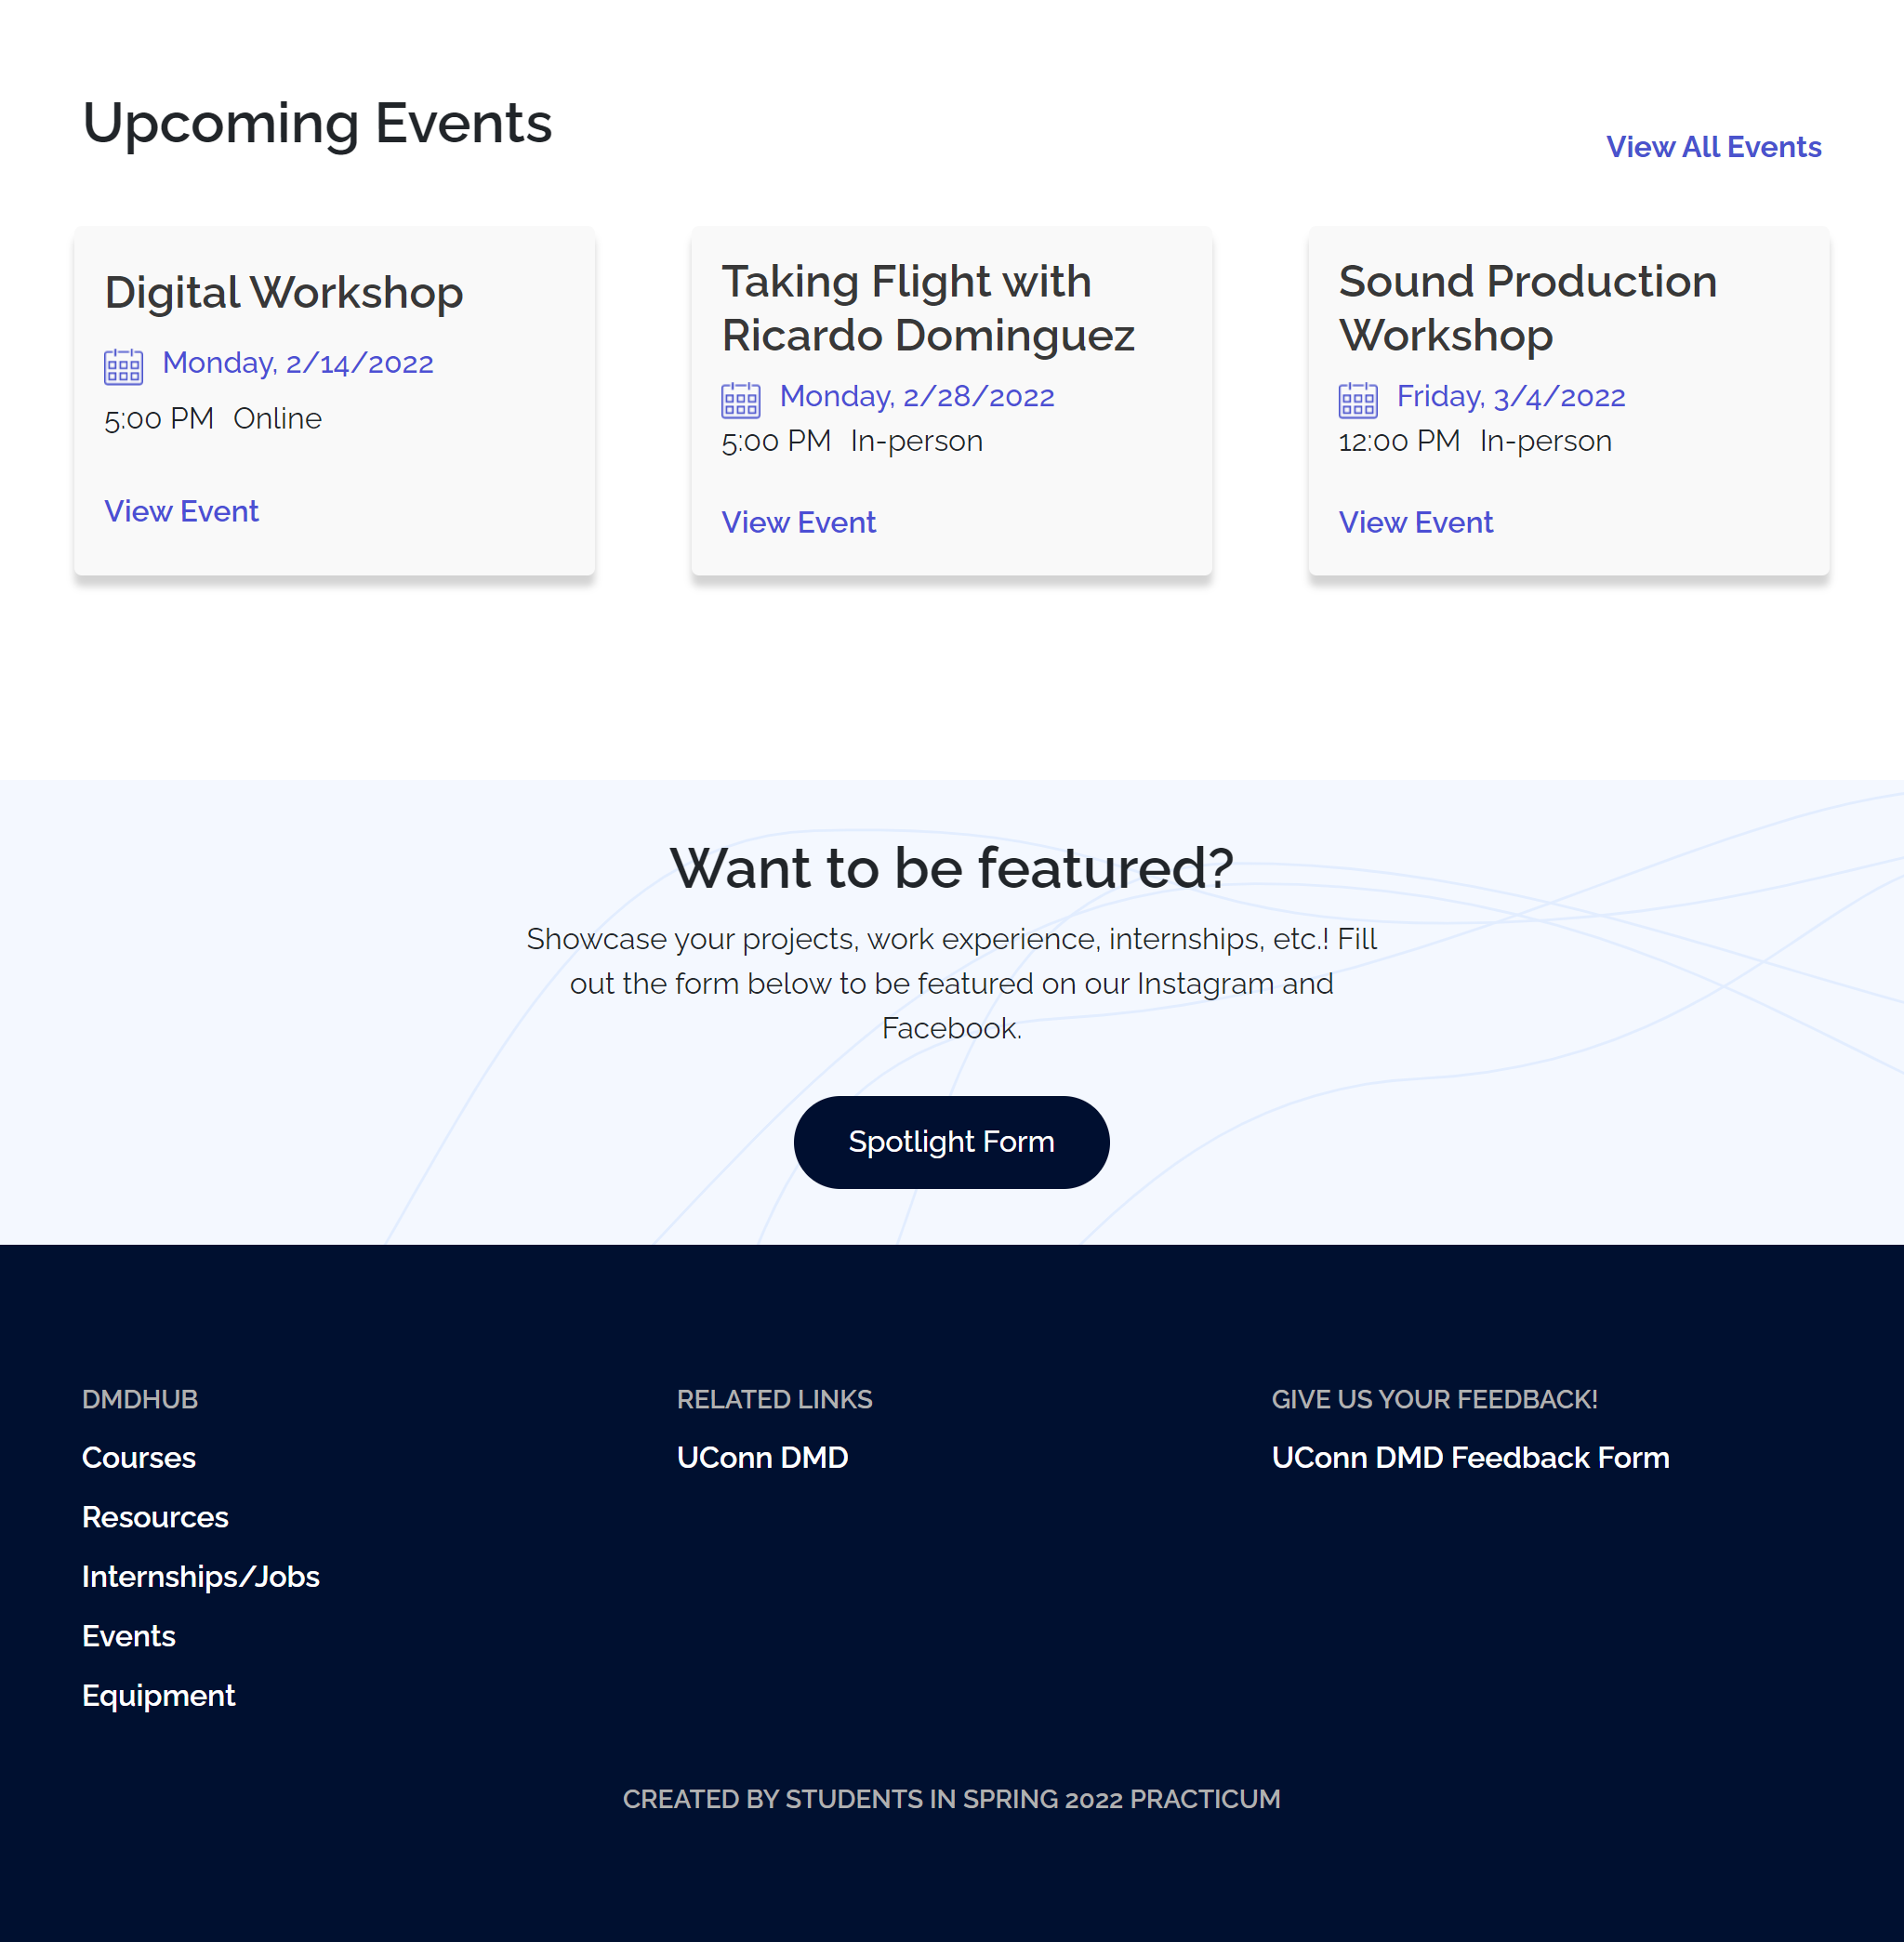 Upcoming Events
View All Events
Digital Workshop
Monday, 2/14/2022
5:00 PM Online
View Event
Taking Flight with
Ricardo Dominguez
Monday, 2/28/2022
5:00 PM In-person
View Event
Sound Production
Workshop
Friday, 3/4/2022
12:00 PM In-person
View Event
Want to be featured?
Showcase your projects, work experience, internships, etc.! Fill
out the form below to be featured on our Instagram and
Facebook.
Spotlight Form
DMDHUB
Courses
Resources
Internships/Jobs
Events
Equipment
RELATED LINKS
UConn DMD
GIVE US YOUR FEEDBACK!
UConn DMD Feedback Form
CREATED BY STUDENTS IN SPRING 2022 PRACTICUM